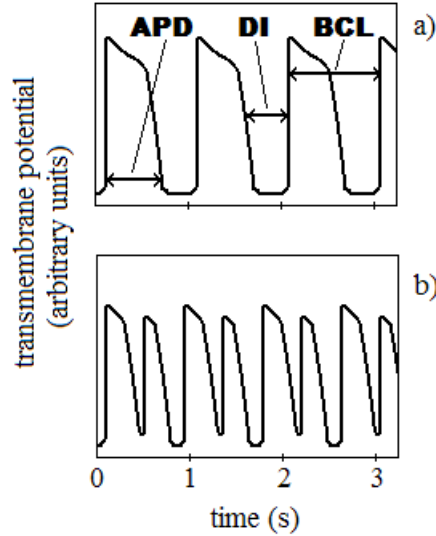 APD DI BCL
a)
b)
transmembrane potential
(arbitrary units)
0 1 2 3
time (s)